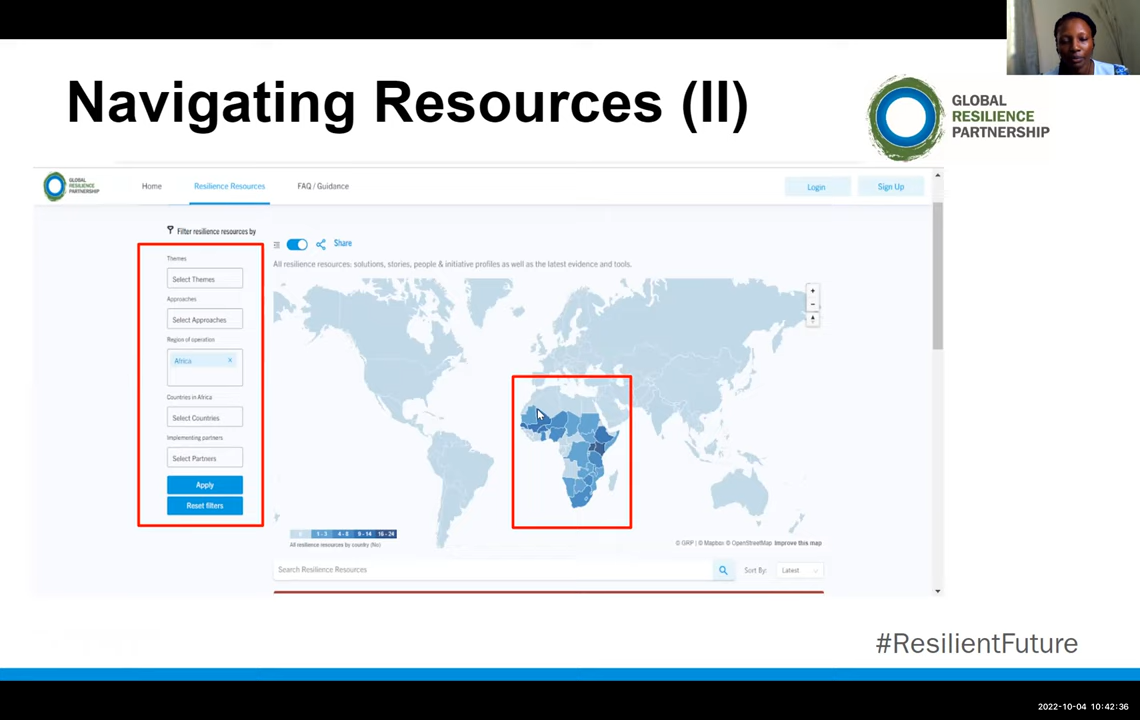 Navigating Resources (II)
GLOBAL
RESILIENCE
PARTNERSHIP
GLOBAL
RESILIENCE
PARTNERSHIP
Home
Resilience Resources
FAQ / Guidance
Login
Sign Up
Filter resilience resources by
Share
All resilience resources: solutions, stories, people & initiative profiles as well as the latest evidence and tools.
Themes
Select Themes
Approaches
Select Approaches
Region of operation
Africa x
Countries in Africa
Select Countries
Implementing partners
Select Partners
Apply
Reset filters
+
−
0 1 - 3 4 - 8 9 - 14 16 - 24
All resilience resources by country (No)
© GRP | © Mapbox © OpenStreetMap Improve this map
Search Resilience Resources
Sort By: Latest
#ResilientFuture
2022-10-04 10:42:36